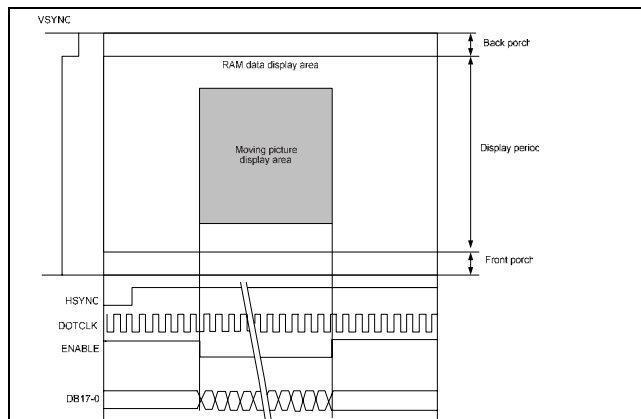 VSYNC
Back porch
RAM data display area
Moving picture
display area
Display period
Front porch
HSYNC
DOTCLK
ENABLE
DB17-0